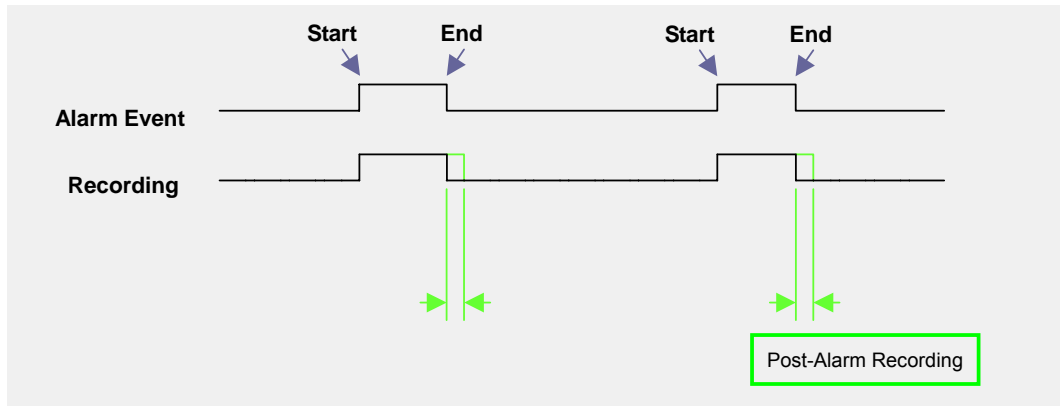 Start End Start End
Alarm Event
Recording
Post-Alarm Recording